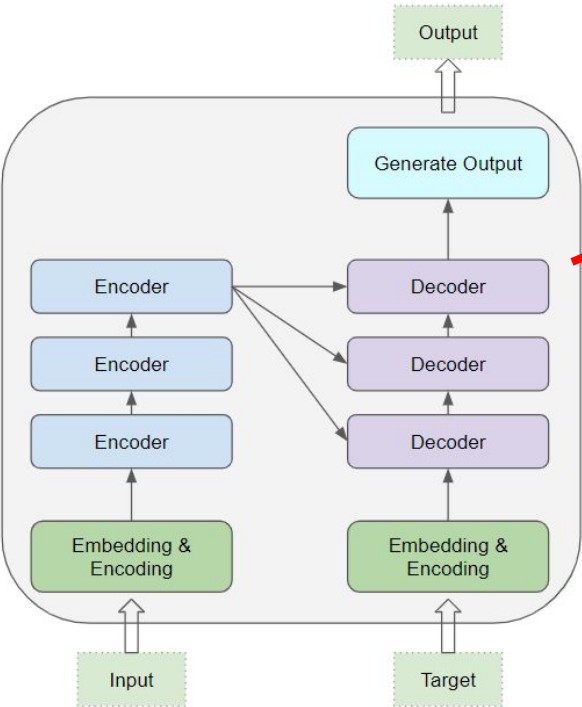 Output
Generate Output
Encoder
Decoder
Encoder
Decoder
Encoder
Decoder
Embedding &
Encoding
Embedding &
Encoding
Input
Target